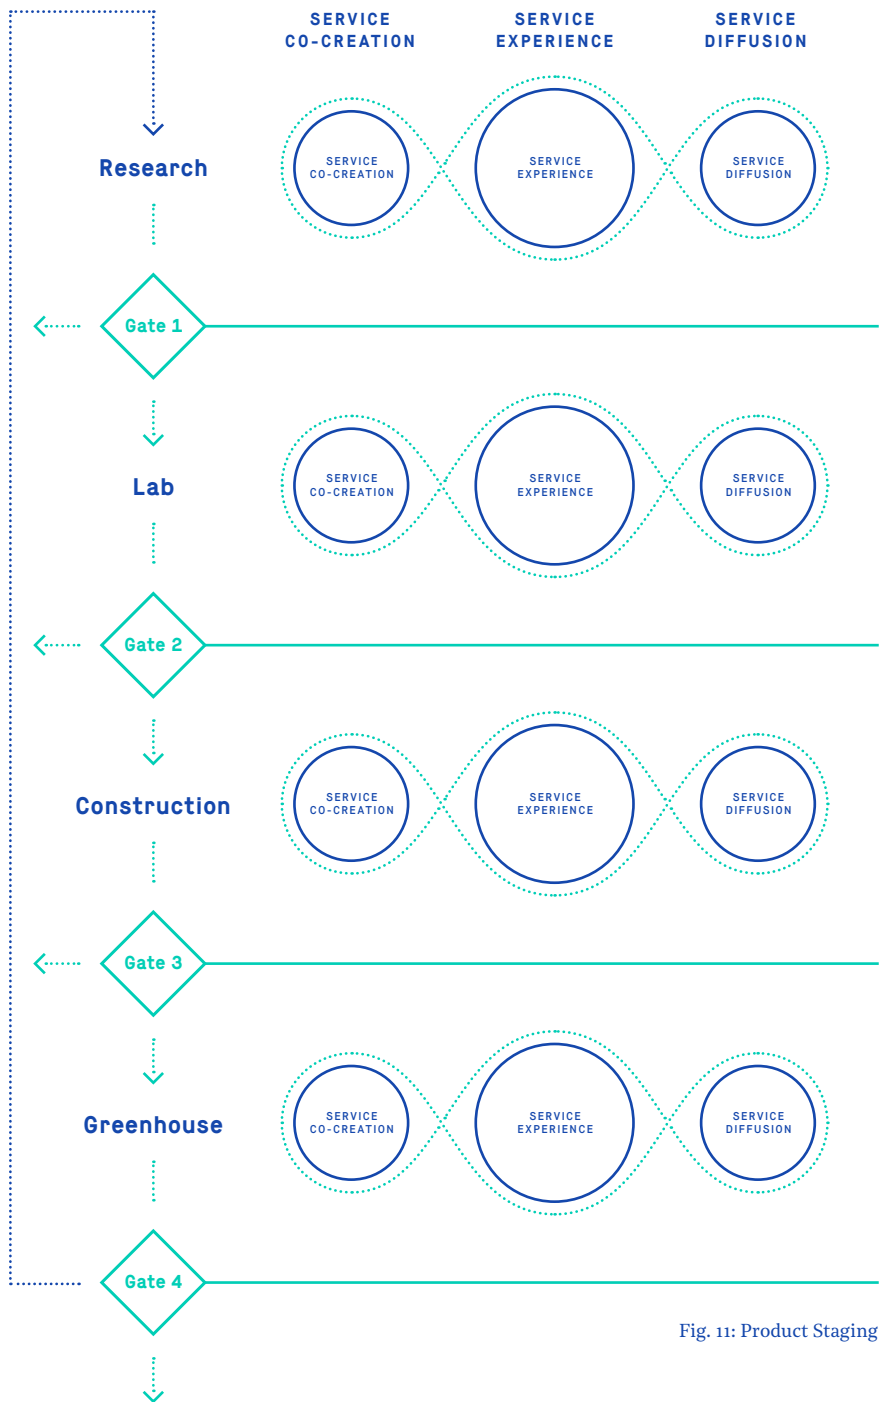 SERVICE
CO-CREATION
SERVICE
EXPERIENCE
SERVICE
DIFFUSION
Research
SERVICE
CO-CREATION
SERVICE
EXPERIENCE
SERVICE
DIFFUSION
Gate 1
Lab
SERVICE
CO-CREATION
SERVICE
EXPERIENCE
SERVICE
DIFFUSION
Gate 2
Construction
SERVICE
CO-CREATION
SERVICE
EXPERIENCE
SERVICE
DIFFUSION
Gate 3
Greenhouse
SERVICE
CO-CREATION
SERVICE
EXPERIENCE
SERVICE
DIFFUSION
Gate 4
Fig. 11: Product Staging